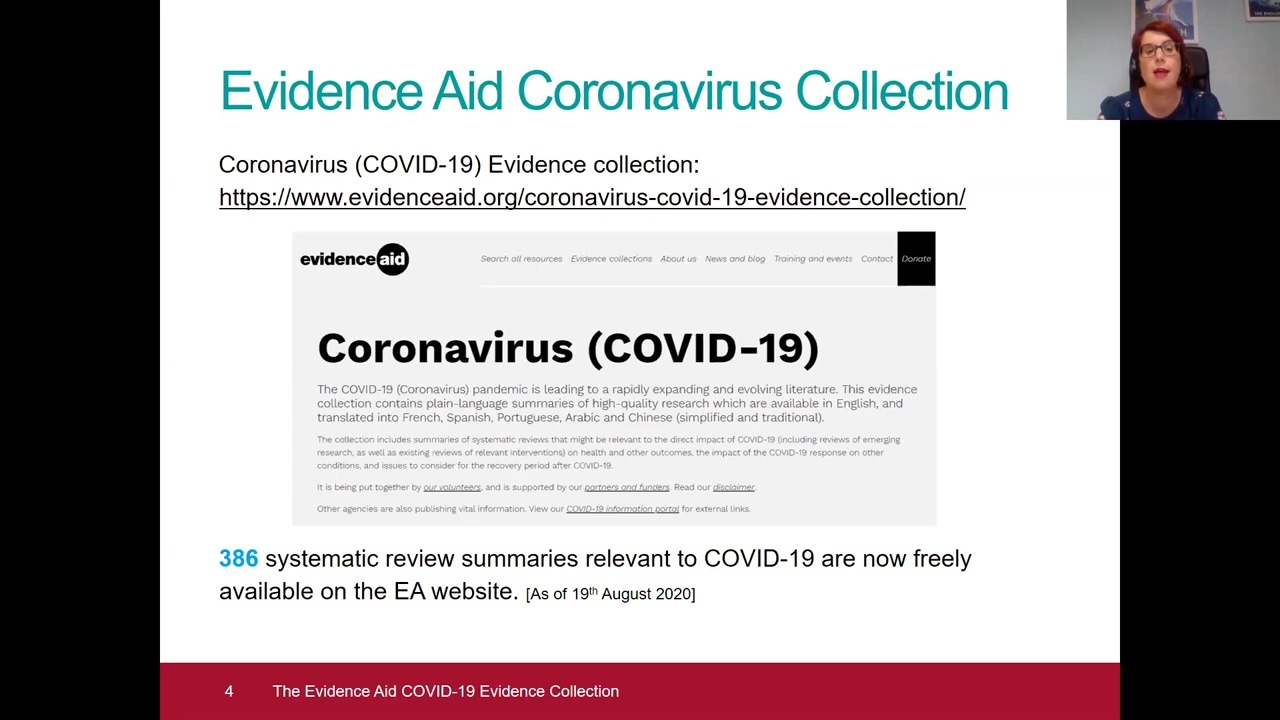 Evidence Aid Coronavirus Collection
Coronavirus (COVID-19) Evidence collection:
https://www.evidenceaid.org/coronavirus-covid-19-evidence-collection/
evidenceaid
Search all resources Evidence collections About us News and blog Training and events Contact Donate
Coronavirus (COVID-19)
The COVID-19 (Coronavirus) pandemic is leading to a rapidly expanding and evolving literature. This evidence
collection contains plain-language summaries of high-quality research which are available in English, and
translated into French, Spanish, Portuguese, Arabic and Chinese (simplified and traditional).
The collection includes summaries of systematic reviews that might be relevant to the direct impact of COVID-19 (including reviews of emerging
research, as well as existing reviews of relevant interventions) on health and other outcomes, the impact of the COVID-19 response on other
conditions, and issues to consider for the recovery period after COVID-19.
It is being put together by our volunteers, and is supported by our partners and funders. Read our disclaimer.
Other agencies are also publishing vital information. View our COVID-19 information portal for external links.
386 systematic review summaries relevant to COVID-19 are now freely
available on the EA website. [As of 19th August 2020]
4 The Evidence Aid COVID-19 Evidence Collection